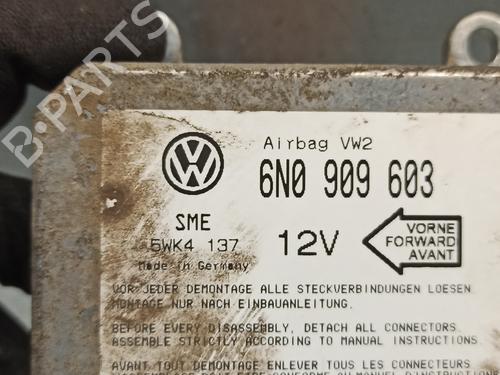 Airbag VW2
6N0 909 603
SME
5WK4 137
Made in Germany
12V
VORNE
FORWARD
AVANT
VOR JEDER DEMONTAGE ALLE STECKVERBINDUNGEN LOESEN
MONTAGE NUR NACH EINBAUANLEITUNG.
BEFORE EVERY DISASSEMBLY, DETACH ALL CONNECTORS
ASSEMBLE STRICTLY ACCORDING TO MANUAL INSTRUCTIONS
AVANT TOUT DEMONTAGE ENLEVER TOUS LES CONNECTEURS
B-PARTS